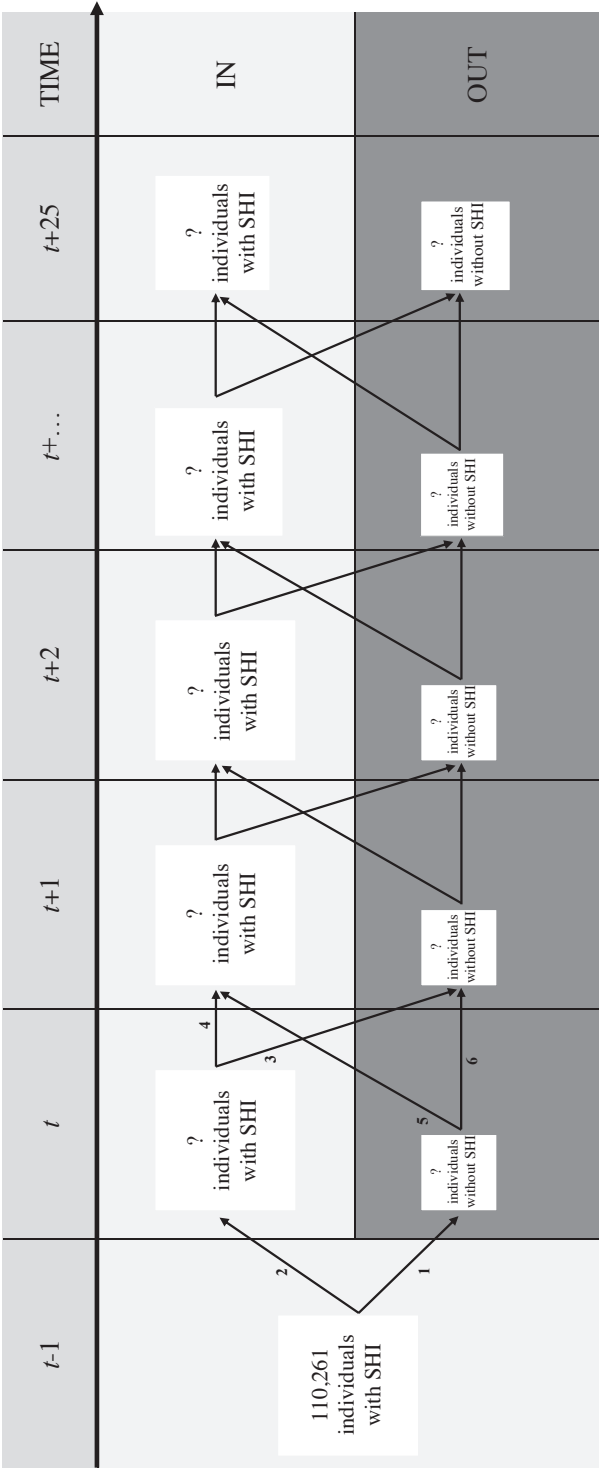 TIME
t-1
t
t+1
t+2
t+…
t+25
IN
OUT
110,261
individuals
with SHI
2
1
?
individuals
with SHI
?
individuals
without SHI
4
3
5
6
?
individuals
with SHI
?
individuals
without SHI
?
individuals
with SHI
?
individuals
without SHI
?
individuals
with SHI
?
individuals
without SHI
?
individuals
with SHI
?
individuals
without SHI